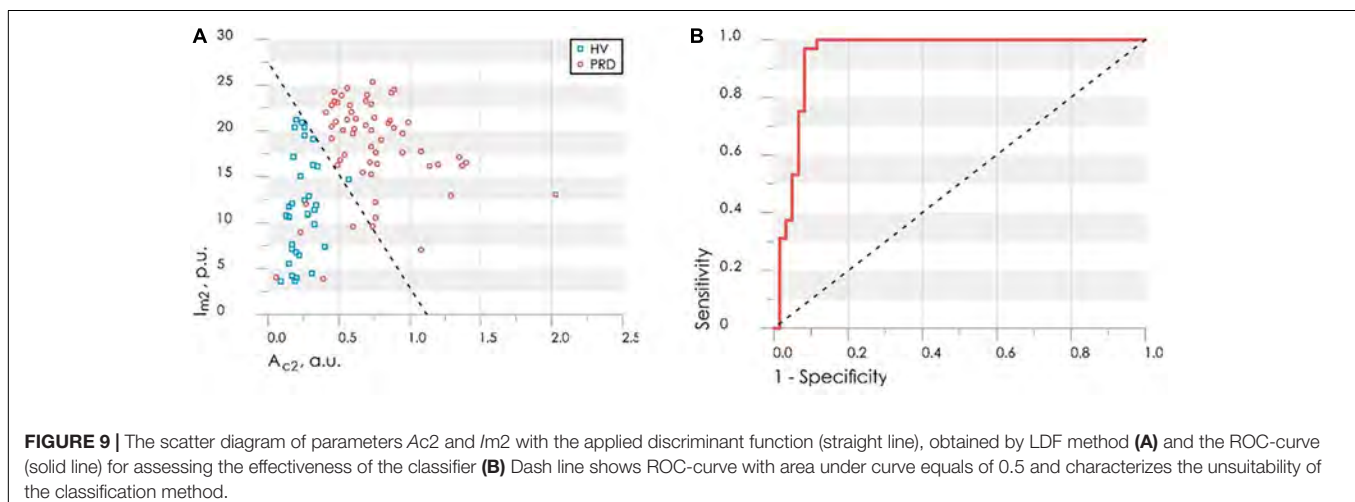 A
30
25
20
15
10
5
0
I m2, p.u.
0.0 0.5 1.0 1.5 2.0 2.5
A c2, a.u.
HV
PRD
B
1.0
0.8
0.6
0.4
0.2
0
Sensitivity
0.0 0.2 0.4 0.6 0.8 1.0
1 - Specificity
FIGURE 9 | The scatter diagram of parameters Ac2 and Im2 with the applied discriminant function (straight line), obtained by LDF method (A) and the ROC-curve
(solid line) for assessing the effectiveness of the classifier (B) Dash line shows ROC-curve with area under curve equals of 0.5 and characterizes the unsuitability of
the classification method.